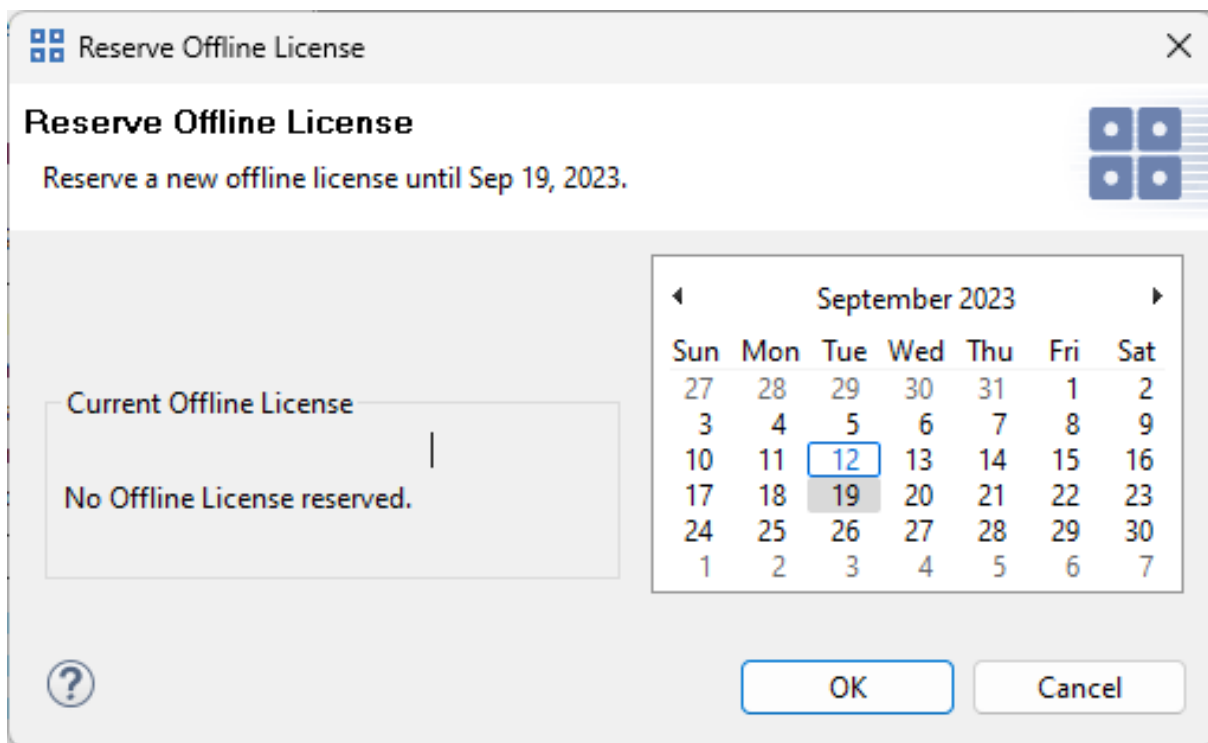 Reserve Offline License
Reserve Offline License
Reserve a new offline license until Sep 19, 2023.
Current Offline License
No Offline License reserved.
September 2023
Sun Mon Tue Wed Thu Fri Sat
27 28 29 30 31 1 2
3 4 5 6 7 8 9
10 11 12 13 14 15 16
17 18 19 20 21 22 23
24 25 26 27 28 29 30
1 2 3 4 5 6 7
?
OK Cancel